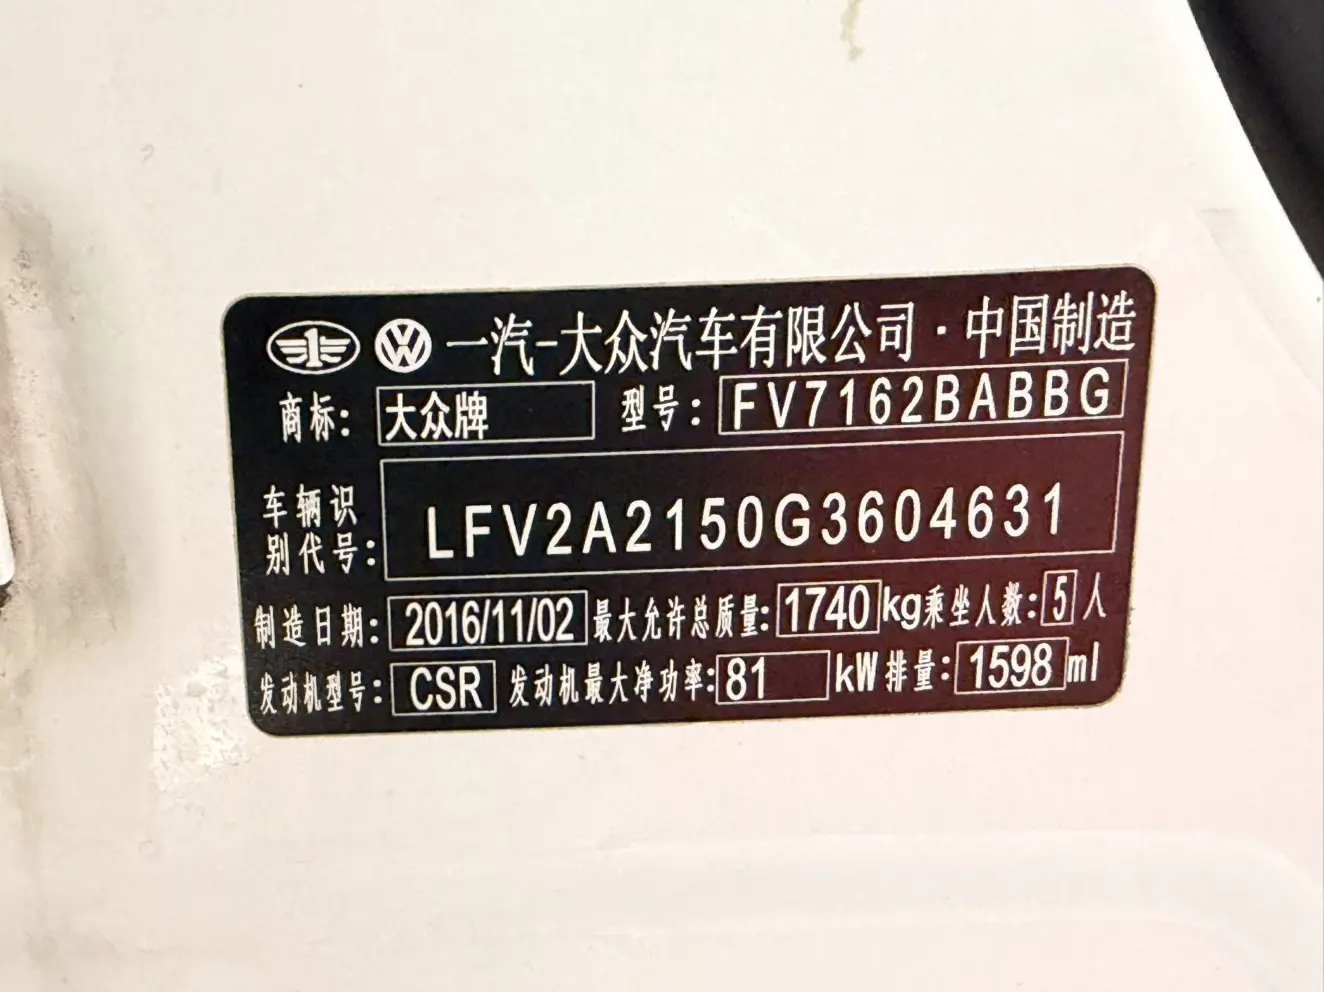 一汽-大众汽车有限公司·中国制造
商标: 大众牌 型号: FV7162BABBG
车辆识别代号: LFV2A2150G3604631
制造日期: 2016/11/02 最大允许总质量: 1740 kg 乘坐人数: 5 人
发动机型号: CSR 发动机最大净功率: 81 kW 排量: 1598 ml